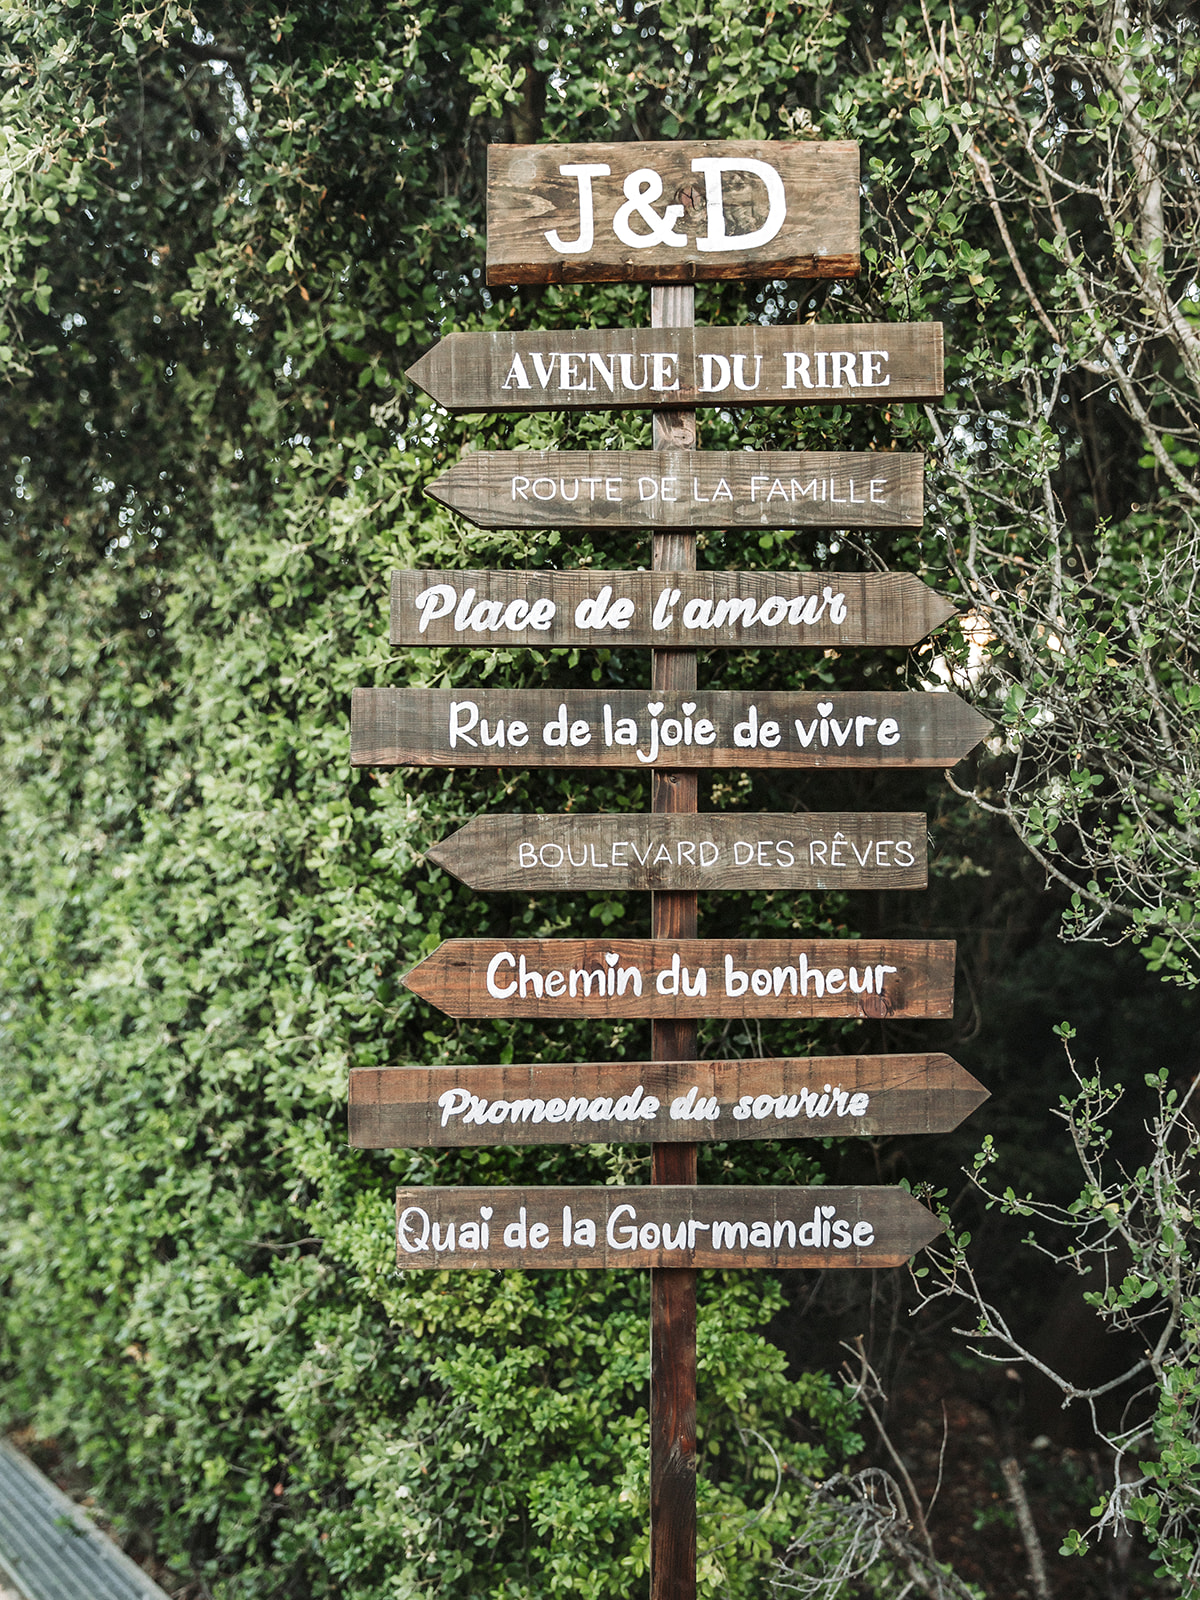 J&D
AVENUE DU RIRE
ROUTE DE LA FAMILLE
Place de l'amour
Rue de la joie de vivre
BOULEVARD DES RÊVES
Chemin du bonheur
Promenade du sourire
Quai de la Gourmandise